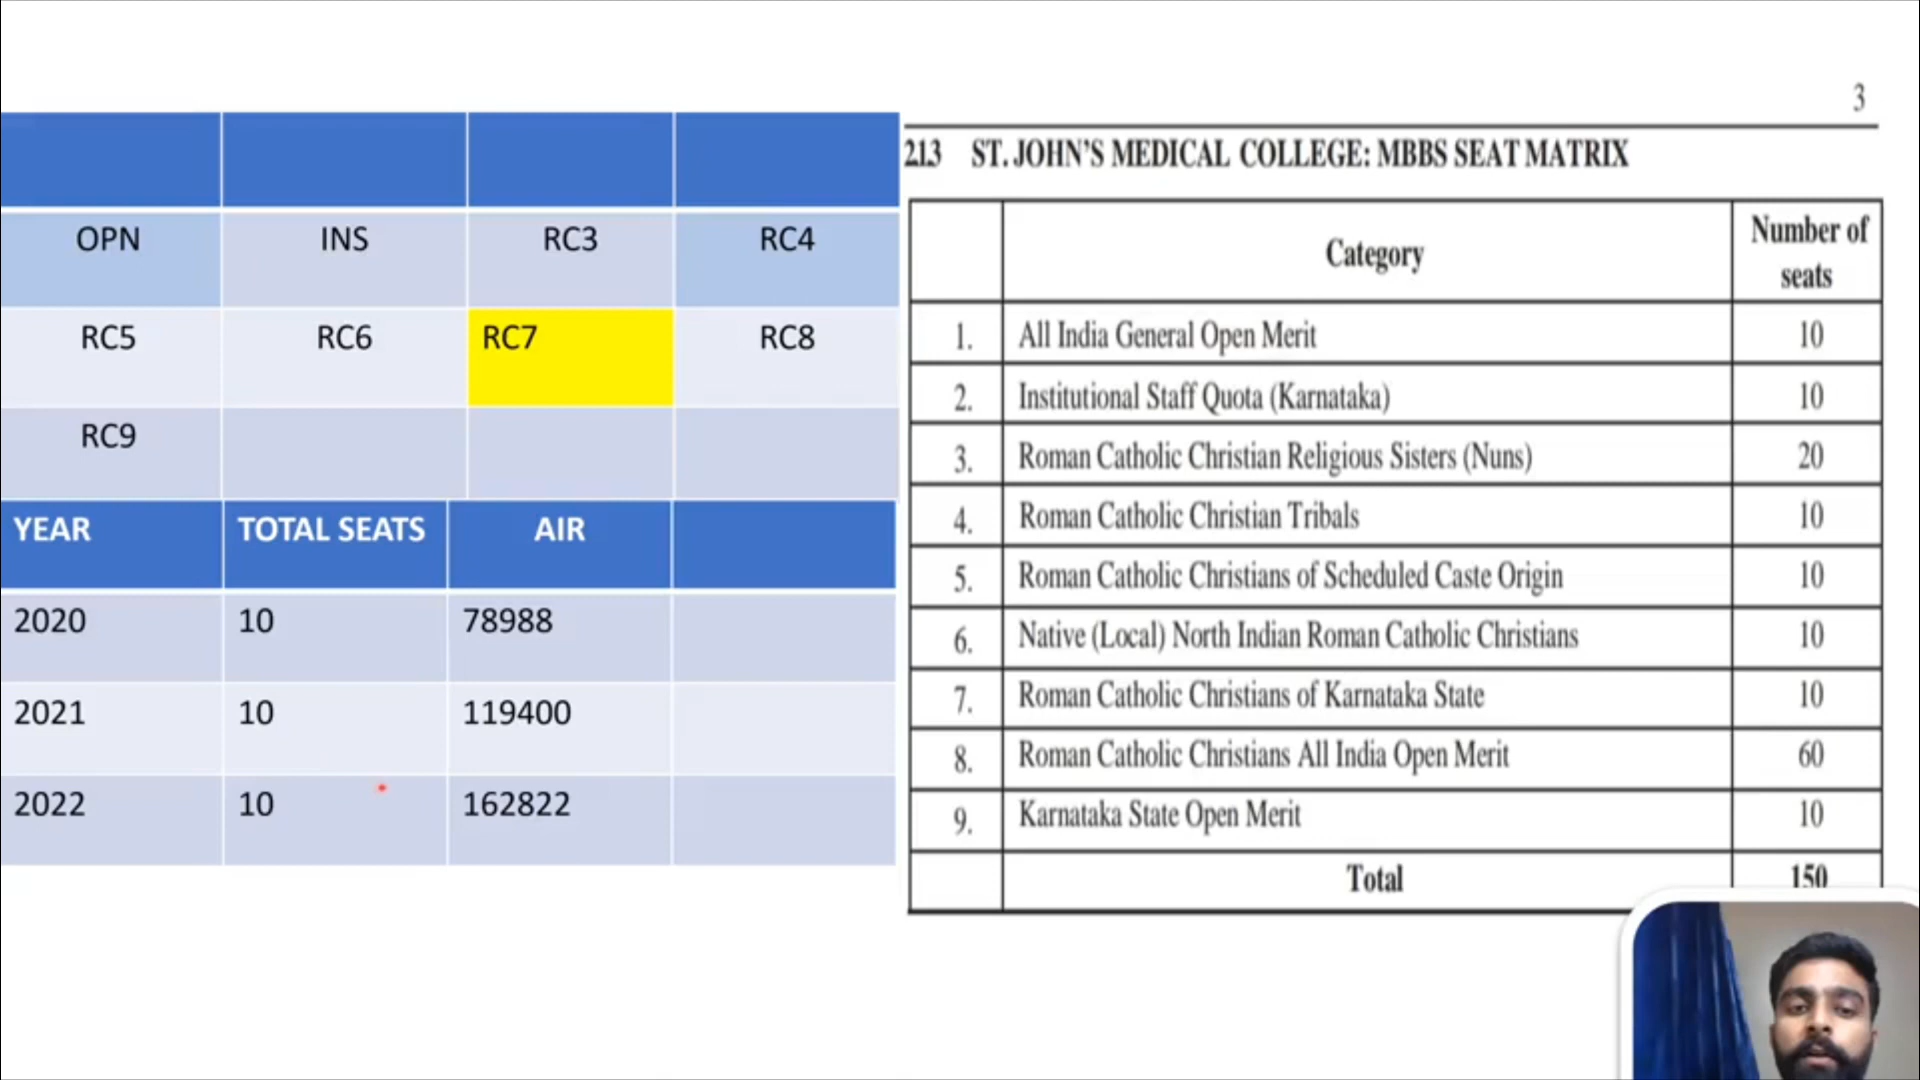 3
OPN INS RC3 RC4
RC5 RC6 RC7 RC8
RC9
YEAR TOTAL SEATS AIR
2020 10 78988
2021 10 119400
2022 10 162822
2.1.3 ST. JOHN'S MEDICAL COLLEGE: MBBS SEAT MATRIX
Category Number of
seats
1. All India General Open Merit 10
2. Institutional Staff Quota (Karnataka) 10
3. Roman Catholic Christian Religious Sisters (Nuns) 20
4. Roman Catholic Christian Tribals 10
5. Roman Catholic Christians of Scheduled Caste Origin 10
6. Native (Local) North Indian Roman Catholic Christians 10
7. Roman Catholic Christians of Karnataka State 10
8. Roman Catholic Christians All India Open Merit 60
9. Karnataka State Open Merit 10
Total 150